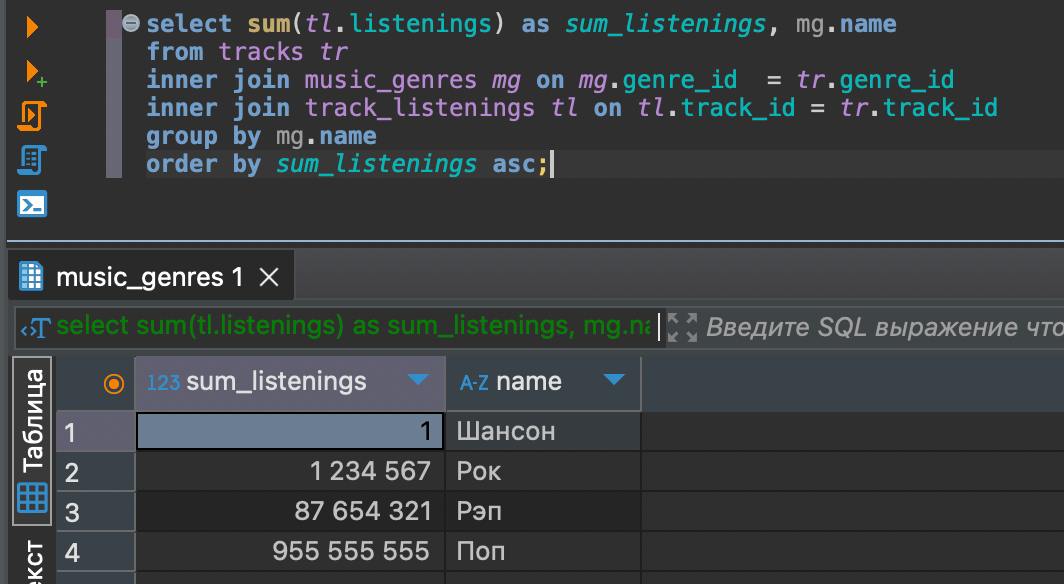 select sum(tl.listenings) as sum_listenings, mg.name
from tracks tr
inner join music_genres mg on mg.genre_id  = tr.genre_id
inner join track_listenings tl on tl.track_id = tr.track_id
group by mg.name
order by sum_listenings asc;
music_genres 1
select sum(tl.listenings) as sum_listenings, mg.na
Введите SQL выражение что
Таблица
123 sum_listenings A-Z name
1 1 Шансон
2 1 234 567 Рок
3 87 654 321 Рэп
4 955 555 555 Поп
екст